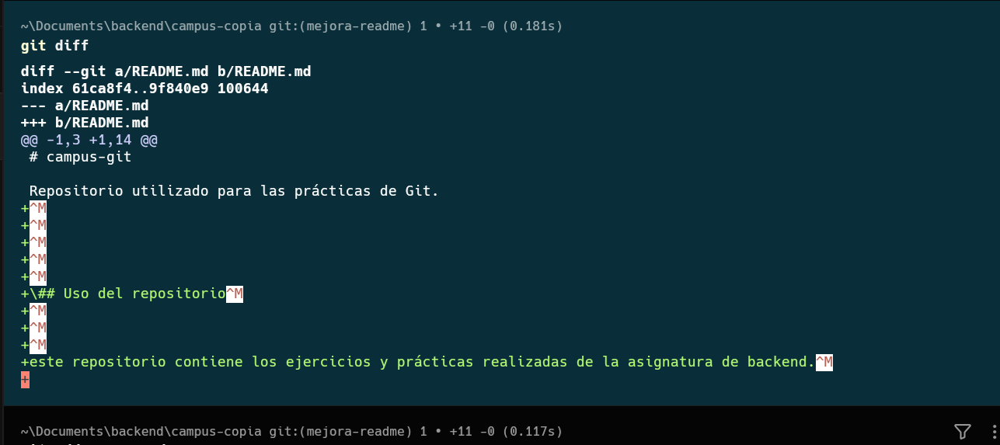 ~\Documents\backend\campus-copia git:(mejora-readme) 1 • +11 -0 (0.181s)
git diff
diff --git a/README.md b/README.md
index 61ca8f4..9f840e9 100644
--- a/README.md
+++ b/README.md
@@ -1,3 +1,14 @@
# campus-git
Repositorio utilizado para las prácticas de Git.
+^M
+^M
+^M
+^M
+^M
+\## Uso del repositorio^M
+^M
+^M
+^M
+este repositorio contiene los ejercicios y prácticas realizadas de la asignatura de backend.^M
+
~\Documents\backend\campus-copia git:(mejora-readme) 1 • +11 -0 (0.117s)